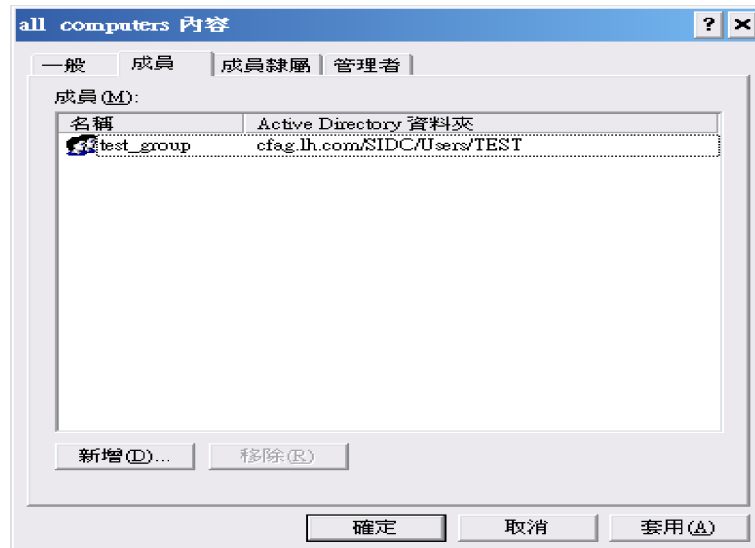 all computers 內容
一般 成員 成員隸屬 管理者
成員(M):
名稱 Active Directory 資料夾
test_group cfag.lh.com/SIDC/Users/TEST
新增(D)... 移除(R)
確定 取消 套用(A)